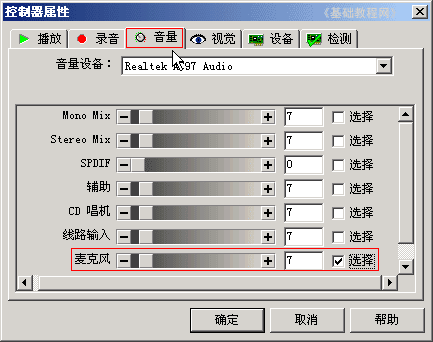 控制器属性 《基础教程网》
播放 录音 音量 视觉 设备 检测
音量设备： Realtek AC97 Audio
Mono Mix 7 选择
Stereo Mix 7 选择
SPDIF 0 选择
辅助 7 选择
CD 唱机 7 选择
线路输入 7 选择
麦克风 7 选择
确定 取消 帮助